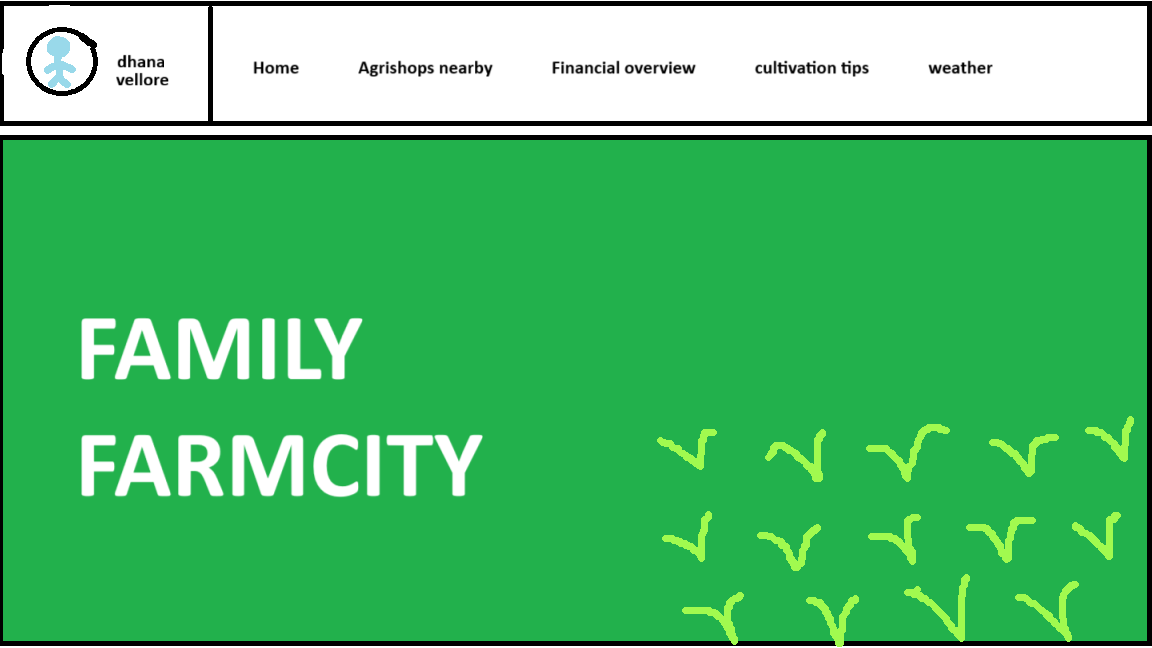 dhana
vellore
Home
Agrishops nearby
Financial overview
cultivation tips
weather
FAMILY
FARMCITY